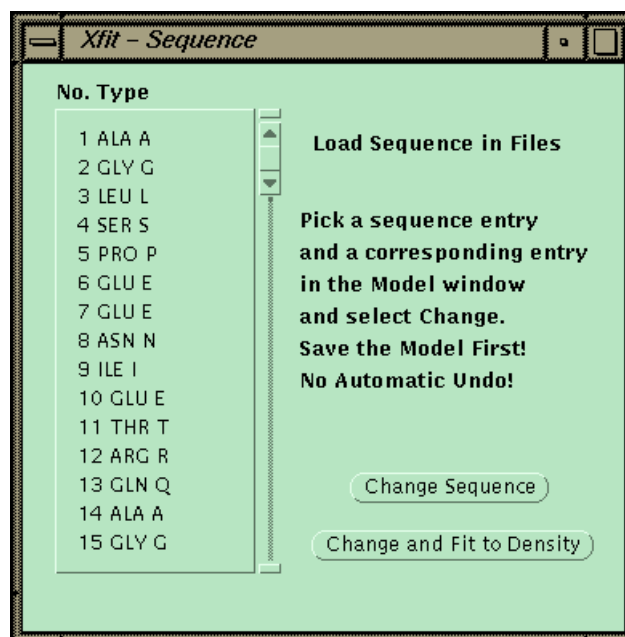 Xfit – Sequence
No. Type
1 ALA A
2 GLY G
3 LEU L
4 SER S
5 PRO P
6 GLU E
7 GLU E
8 ASN N
9 ILE I
10 GLU E
11 THR T
12 ARG R
13 GLN Q
14 ALA A
15 GLY G
Load Sequence in Files
Pick a sequence entry
and a corresponding entry
in the Model window
and select Change.
Save the Model First!
No Automatic Undo!
Change Sequence
Change and Fit to Density